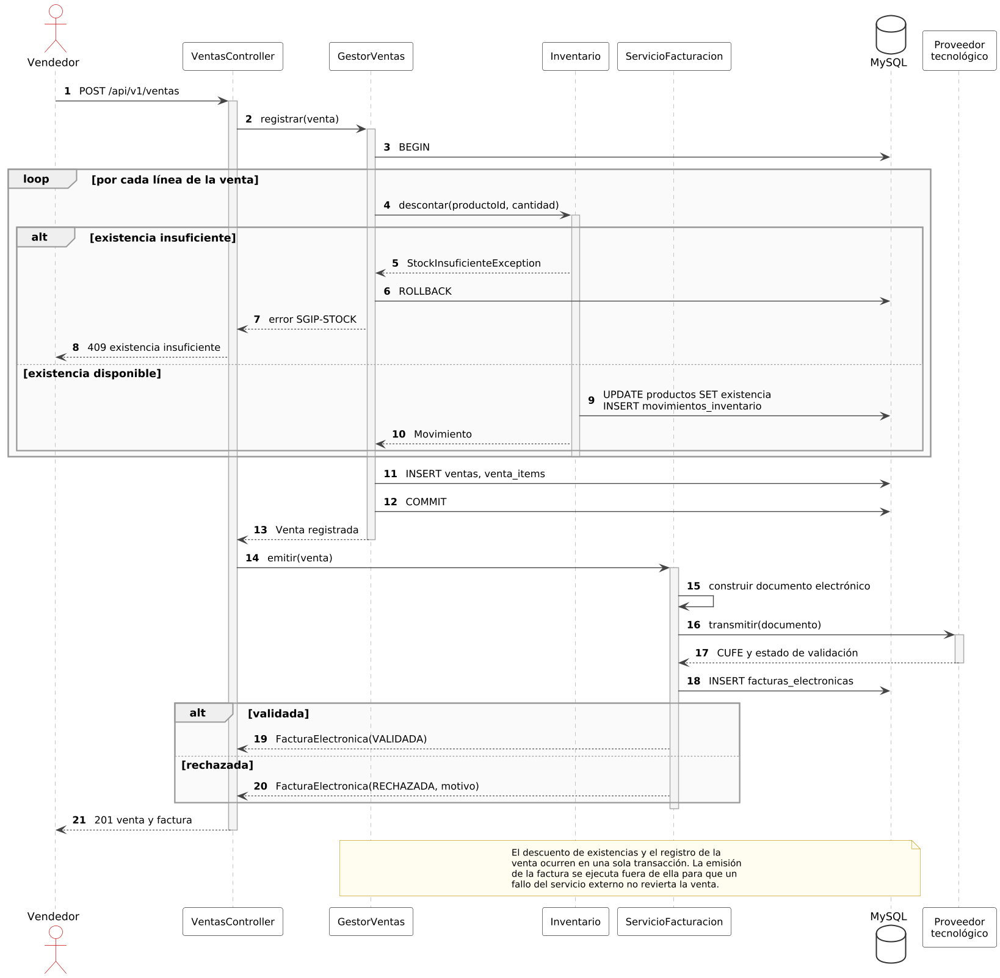 Vendedor
VentasController
GestorVentas
Inventario
ServicioFacturacion
MySQL
Proveedor
tecnológico
1 POST /api/v1/ventas
2 registrar(venta)
3 BEGIN
loop [por cada línea de la venta]
4 descontar(productoId, cantidad)
alt [existencia insuficiente]
5 StockInsuficienteException
6 ROLLBACK
7 error SGIP-STOCK
8 409 existencia insuficiente
[existencia disponible]
9 UPDATE productos SET existencia
INSERT movimientos_inventario
10 Movimiento
11 INSERT ventas, venta_items
12 COMMIT
13 Venta registrada
14 emitir(venta)
15 construir documento electrónico
16 transmitir(documento)
17 CUFE y estado de validación
18 INSERT facturas_electronicas
alt [validada]
19 FacturaElectronica(VALIDADA)
[rechazada]
20 FacturaElectronica(RECHAZADA, motivo)
21 201 venta y factura
El descuento de existencias y el registro de la
venta ocurren en una sola transacción. La emisión
de la factura se ejecuta fuera de ella para que un
fallo del servicio externo no revierta la venta.
Vendedor
VentasController
GestorVentas
Inventario
ServicioFacturacion
MySQL
Proveedor
tecnológico